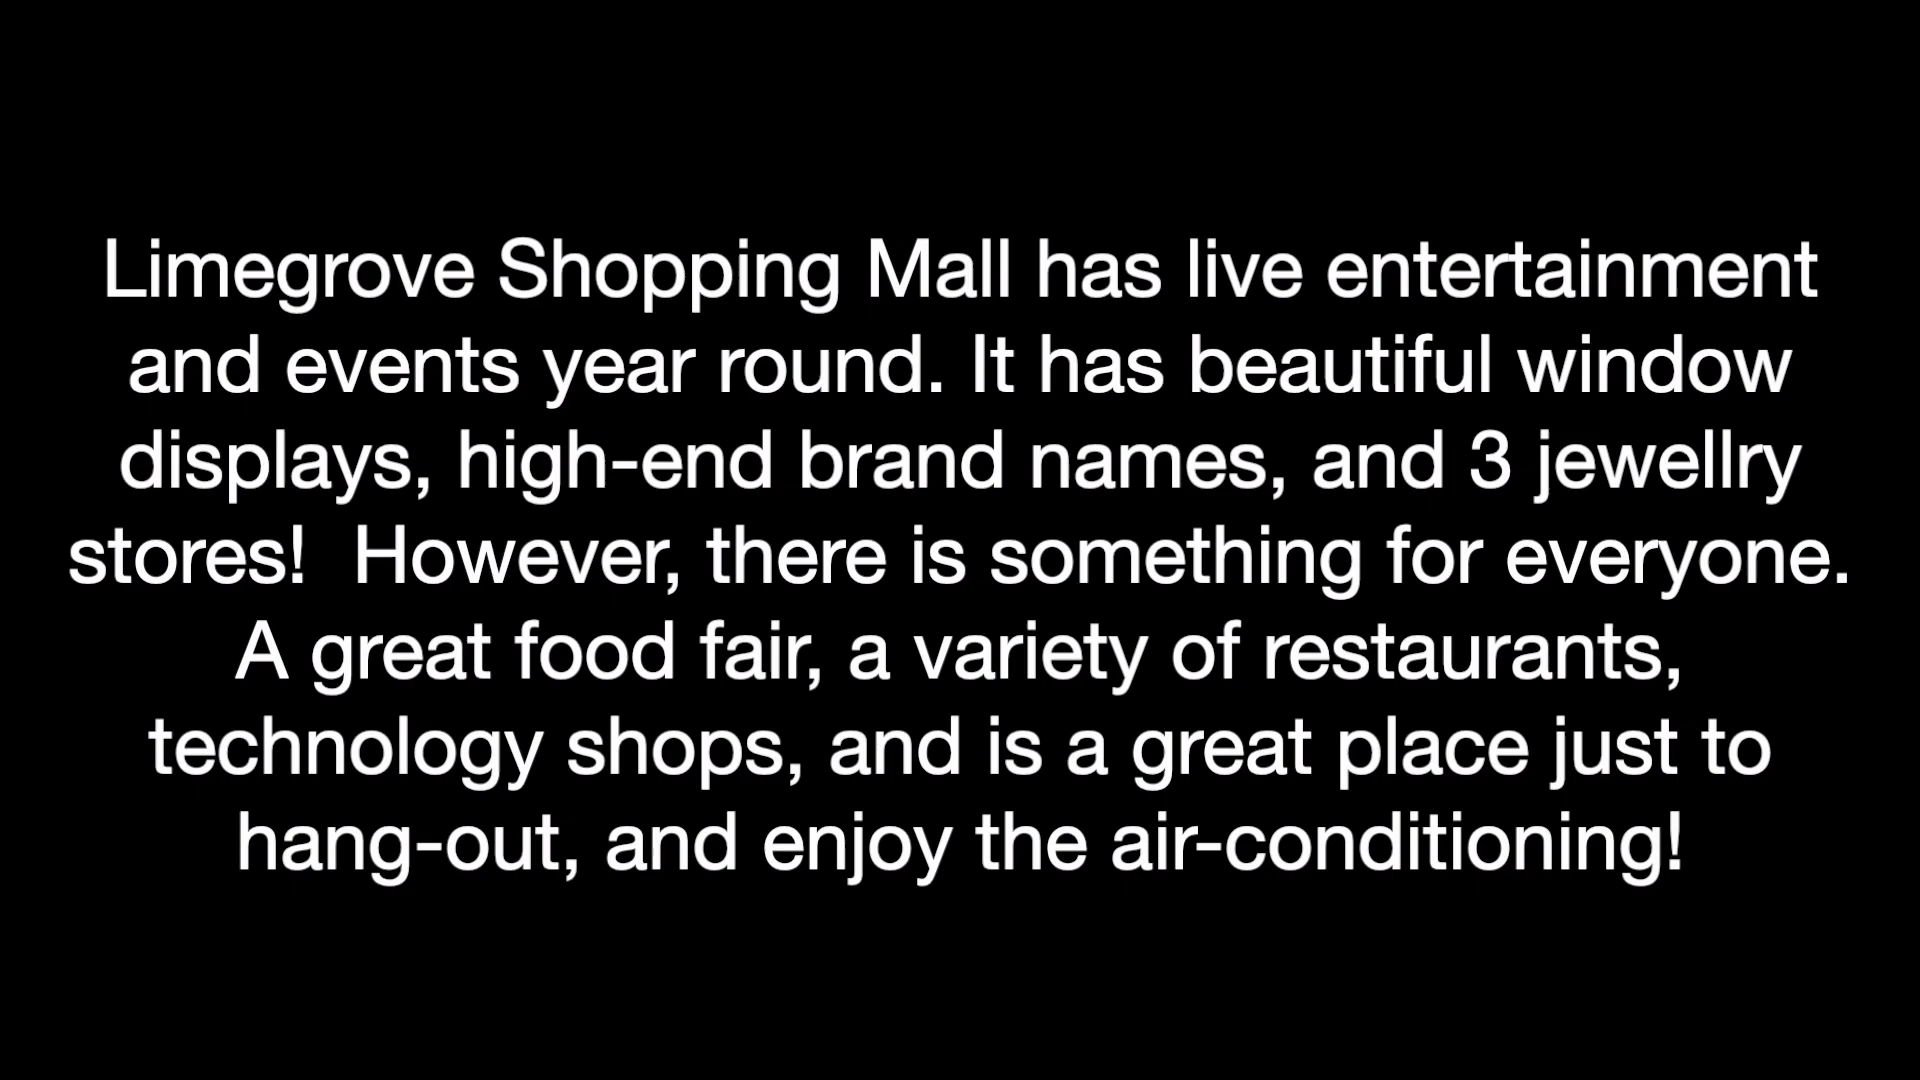 Limegrove Shopping Mall has live entertainment
and events year round. It has beautiful window
displays, high-end brand names, and 3 jewellry
stores!  However, there is something for everyone.
A great food fair, a variety of restaurants,
technology shops, and is a great place just to
hang-out, and enjoy the air-conditioning!